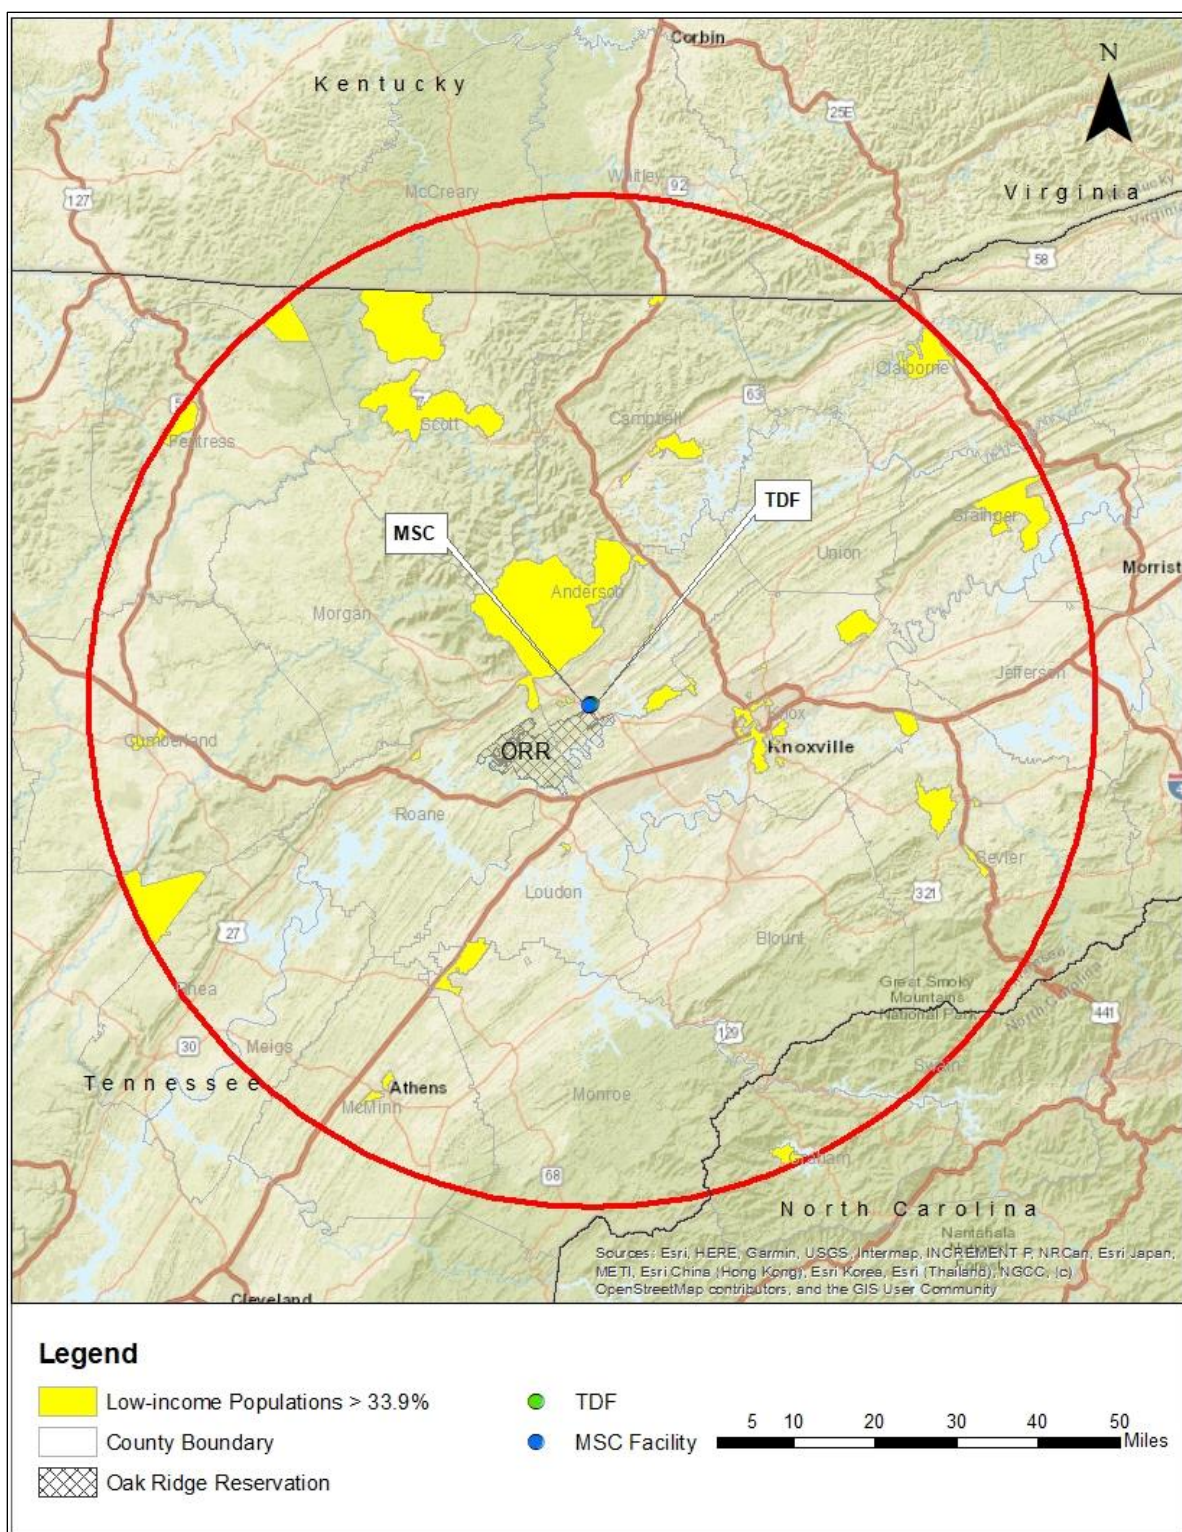 Corbin
N
Kentucky
25E
Whitley
92
McCreary
127
Virginia
58
Claiborne
63
Campbell
Scott
Fentress
TDF
MSC
Grainger
Union
Morrist
Anderson
Morgan
Jefferson
Knox
Knoxville
Cumberland
ORR
Roane
Sevier
321
Loudon
27
Blount
Great Smoky
Mountains
National Park
North Carolina
Rhea
441
129
30
Meigs
Swain
Tennessee
Athens
McMinn
Monroe
Graham
68
North Carolina
Nantahala
Sources: Esri, HERE, Garmin, USGS, Intermap, INCREMENT P, NRCan, Esri Japan,
METI, Esri China (Hong Kong), Esri Korea, Esri (Thailand), NGCC, (c)
OpenStreetMap contributors, and the GIS User Community
Cleveland
Legend
Low-income Populations > 33.9%
County Boundary
Oak Ridge Reservation
TDF
MSC Facility
5 10 20 30 40 50
Miles